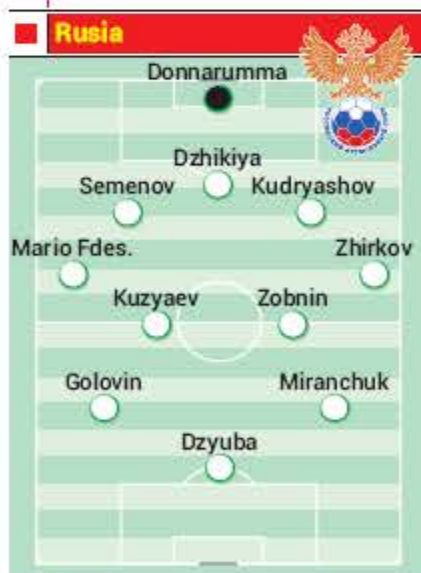 Rusia
Donnarumma
Dzhikiya
Semenov Kudryashov
Mario Fdes. Zhirkov
Kuzyaev Zobnin
Golovin Miranchuk
Dzyuba